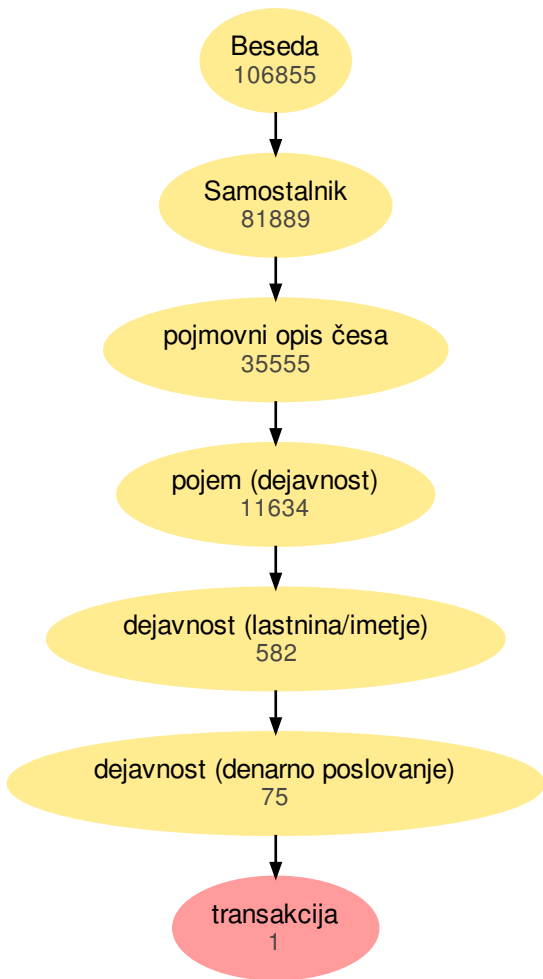 Beseda
106855
Samostalnik
81889
pojmovni opis česa
35555
pojem (dejavnost)
11634
dejavnost (lastnina/imetje)
582
dejavnost (denarno poslovanje)
75
transakcija
1